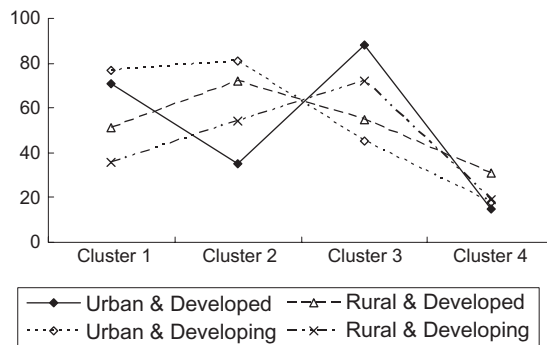 100
80
60
40
20
0
Cluster 1 Cluster 2 Cluster 3 Cluster 4
Urban & Developed Rural & Developed
Urban & Developing Rural & Developing